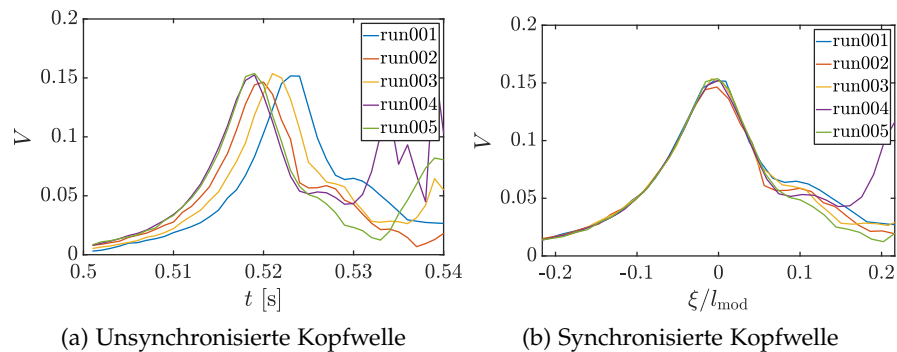 0.2
0.15
0.1
0.05
0
V
0.5
0.51
0.52
0.53
0.54
t [s]
run001
run002
run003
run004
run005
(a) Unsynchronisierte Kopfwelle
0.2
0.15
0.1
0.05
0
V
-0.2
-0.1
0
0.1
0.2
ξ/l_mod
run001
run002
run003
run004
run005
(b) Synchronisierte Kopfwelle